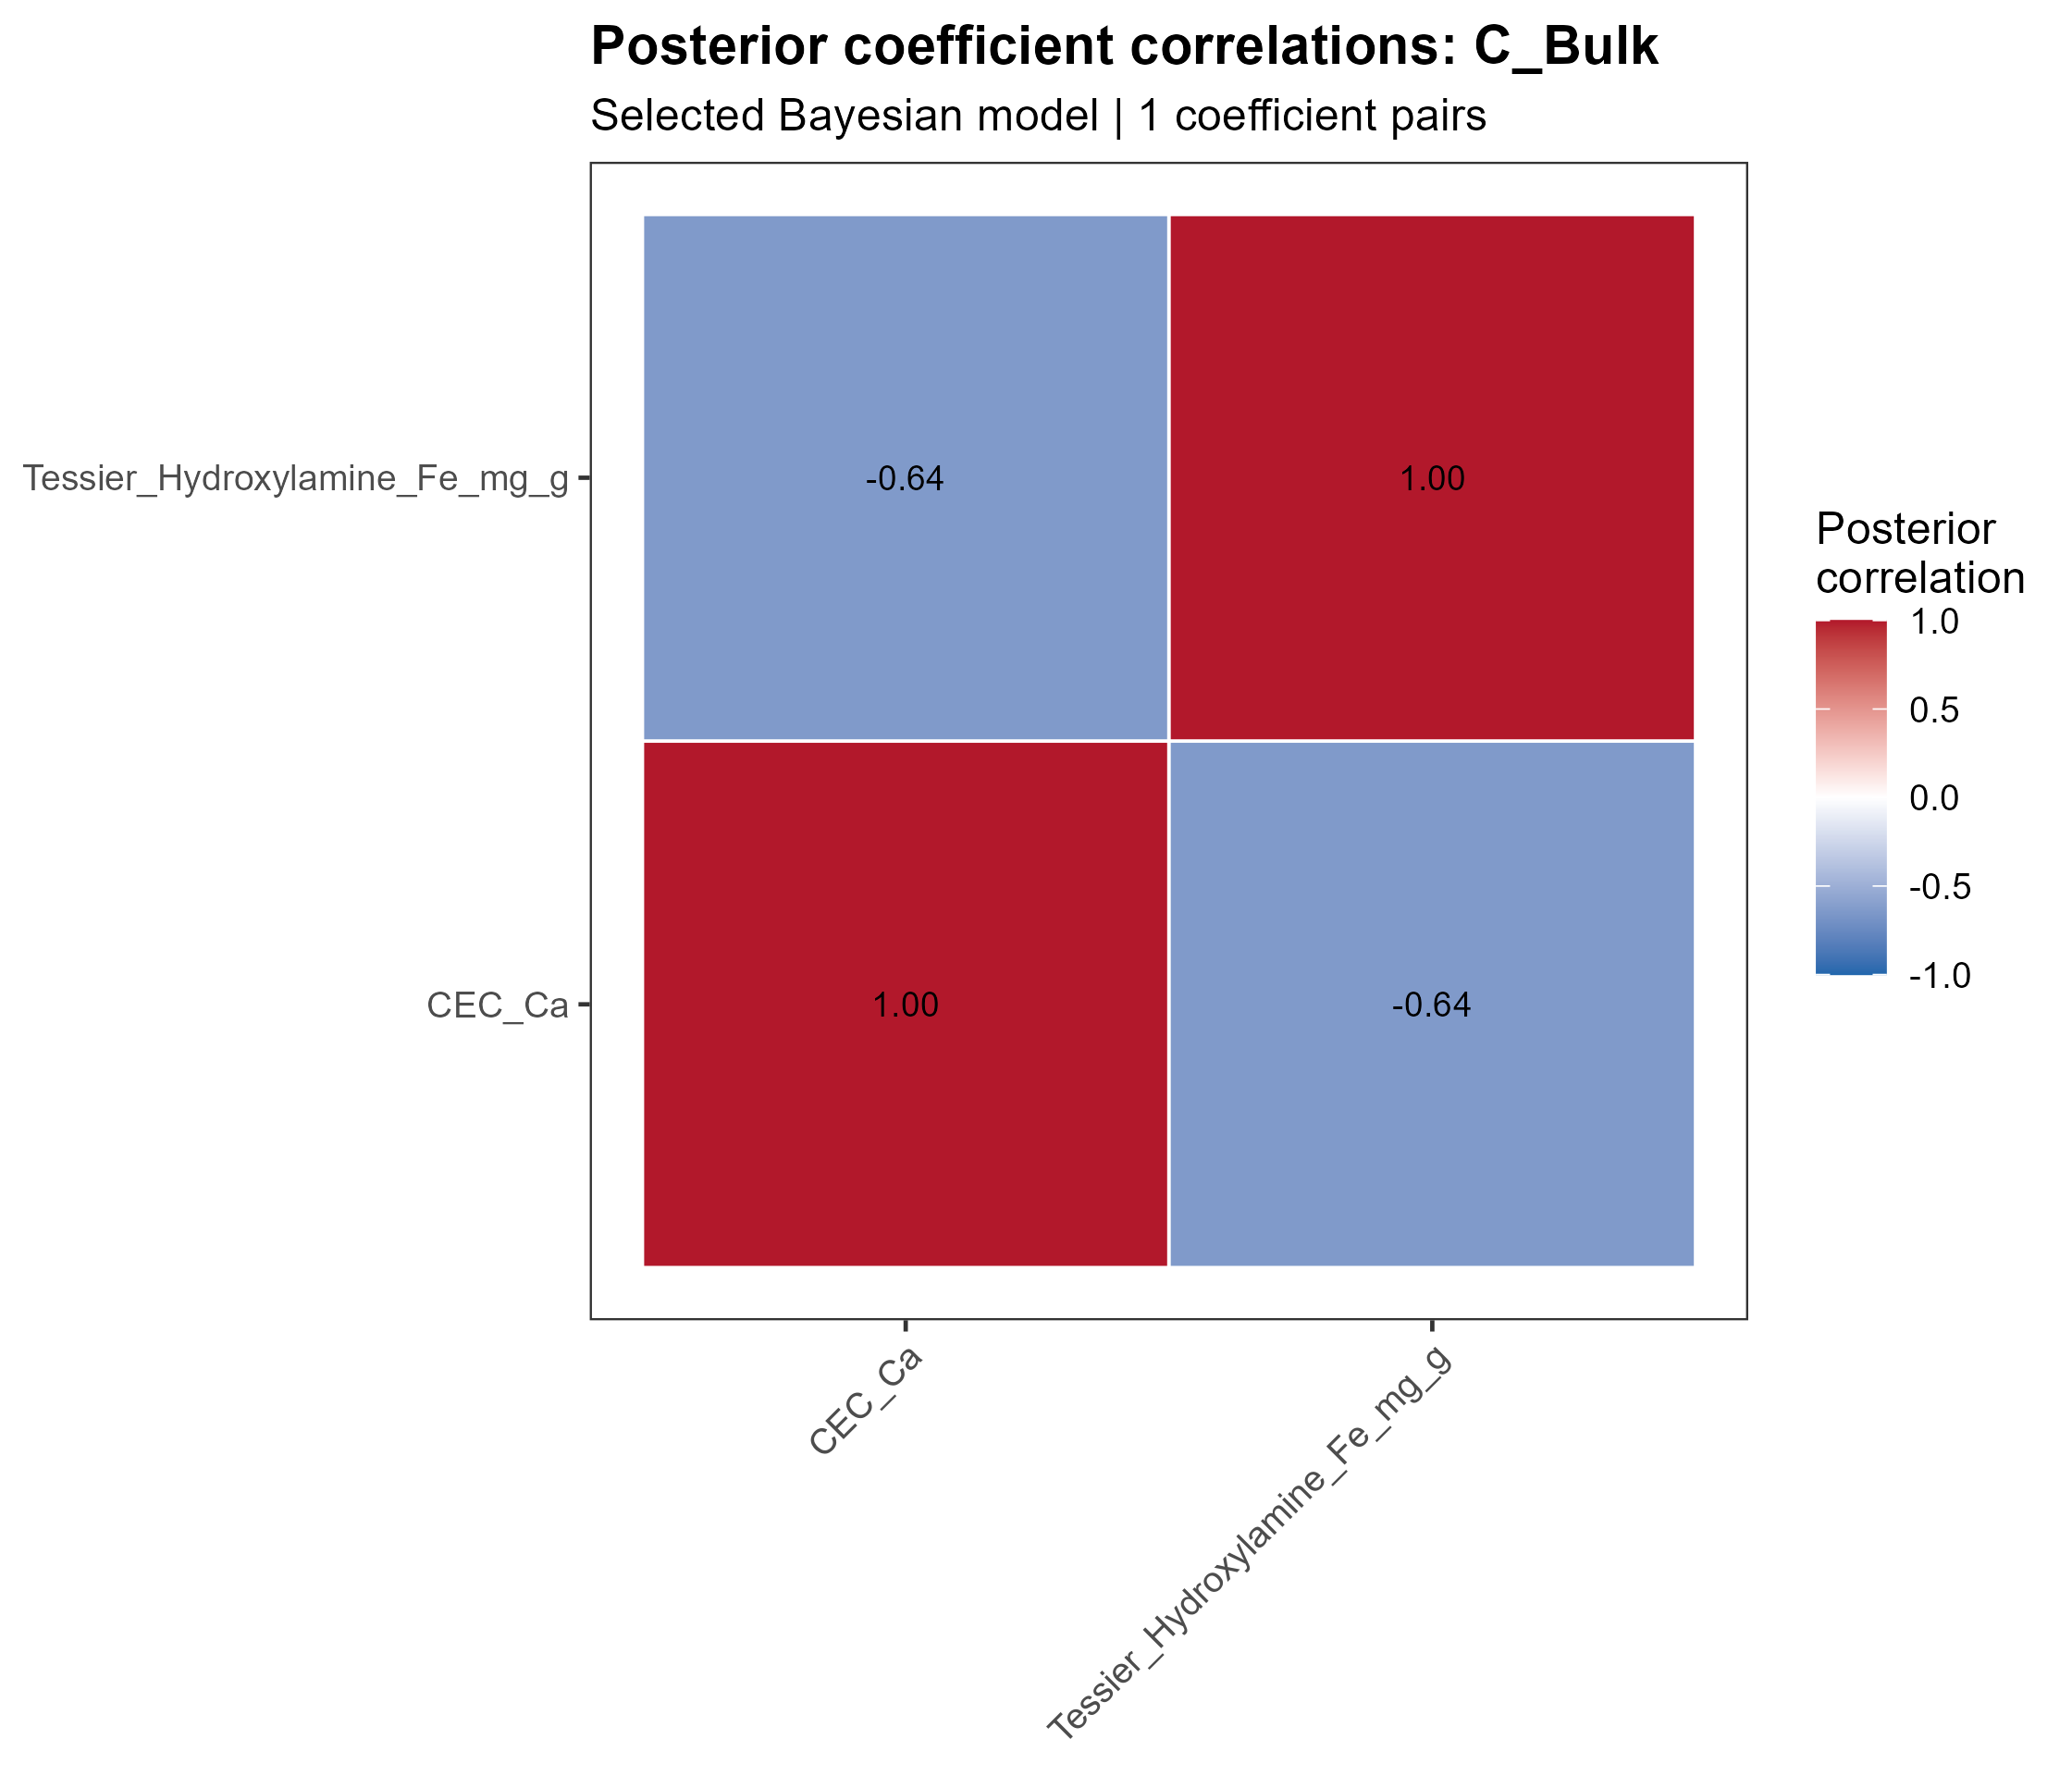 Posterior coefficient correlations: C_Bulk
Selected Bayesian model | 1 coefficient pairs
Tessier_Hydroxylamine_Fe_mg_g
-0.64
1.00
CEC_Ca
1.00
-0.64
CEC_Ca
Tessier_Hydroxylamine_Fe_mg_g
Posterior
correlation
1.0
0.5
0.0
-0.5
-1.0